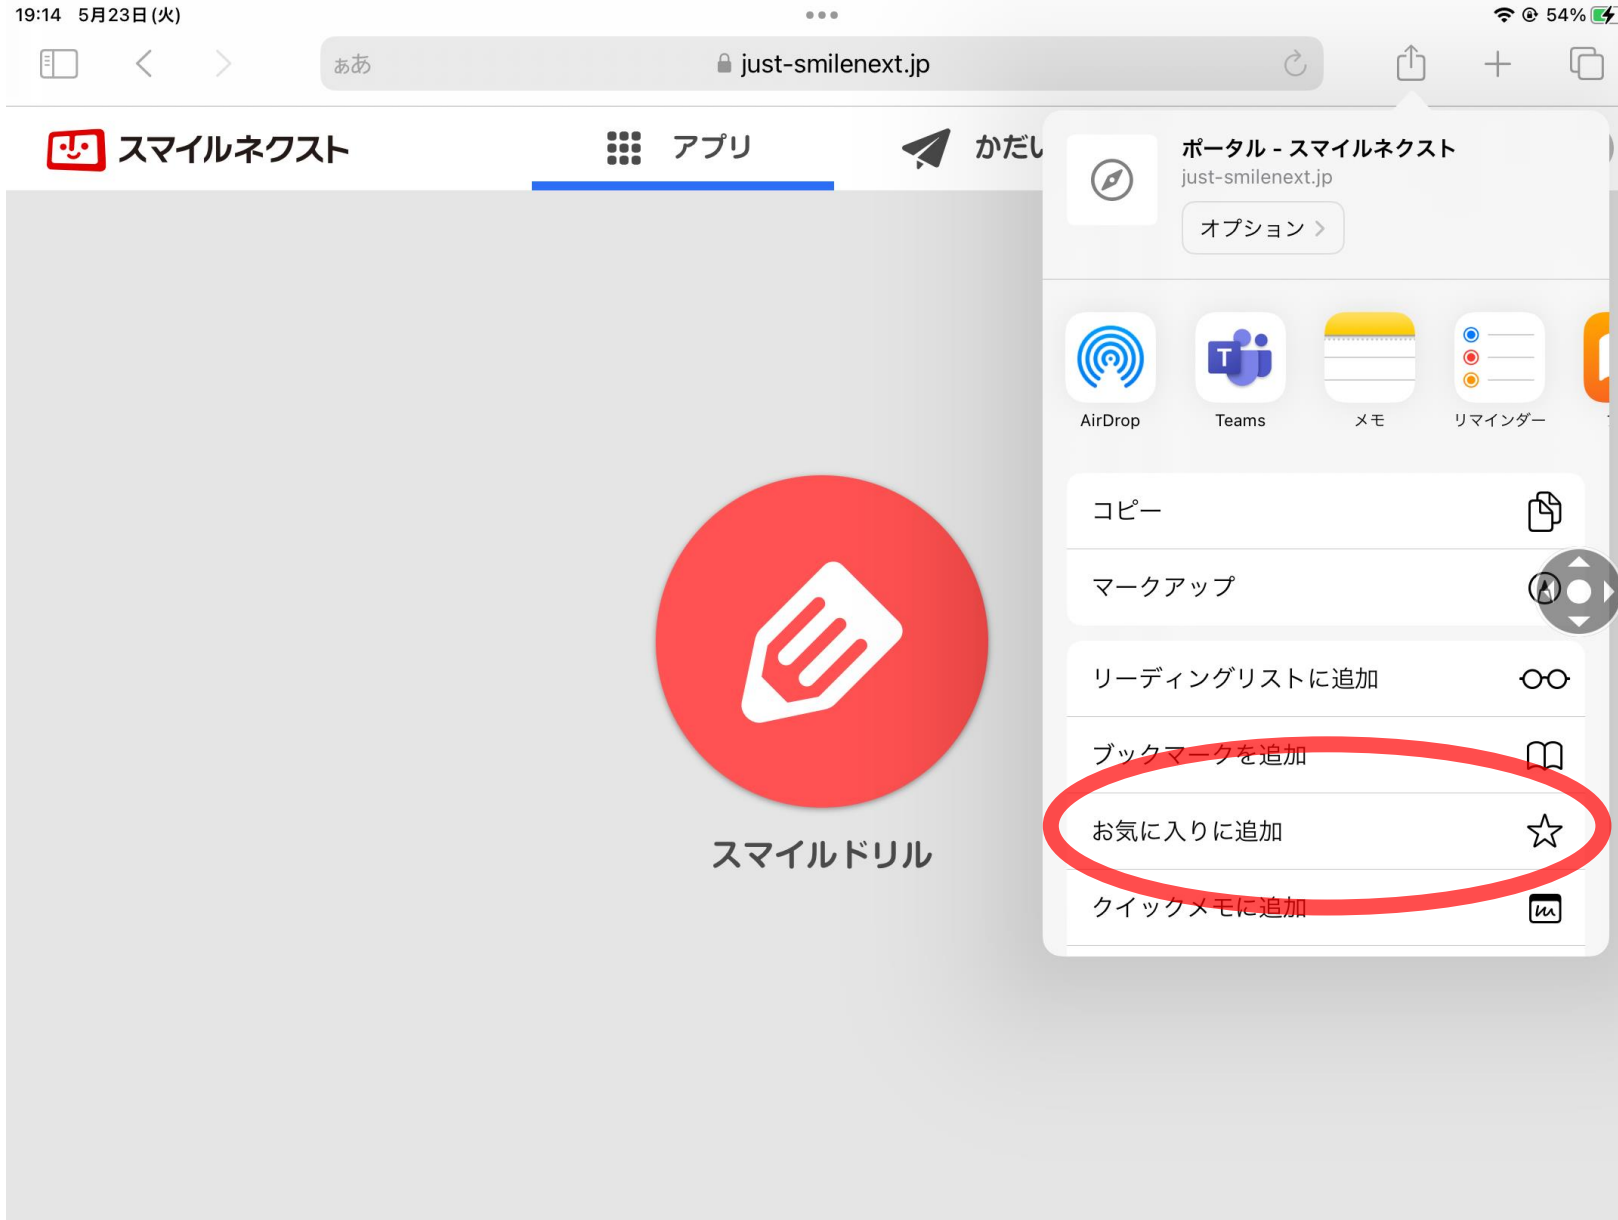 19:14 5月23日(火)
54%
ぁあ
just-smilenext.jp
スマイルネクスト
アプリ
かだい
ポータル - スマイルネクスト
just-smilenext.jp
オプション
AirDrop
Teams
メモ
リマインダー
コピー
マークアップ
リーディングリストに追加
ブックマークを追加
お気に入りに追加
クイックメモに追加
スマイルドリル